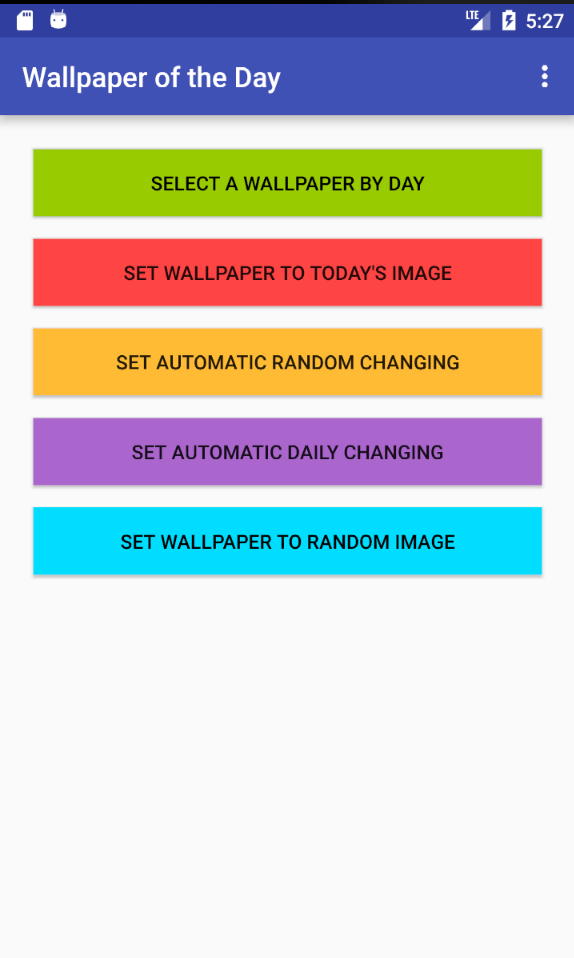 LTE 5:27
Wallpaper of the Day
SELECT A WALLPAPER BY DAY
SET WALLPAPER TO TODAY'S IMAGE
SET AUTOMATIC RANDOM CHANGING
SET AUTOMATIC DAILY CHANGING
SET WALLPAPER TO RANDOM IMAGE